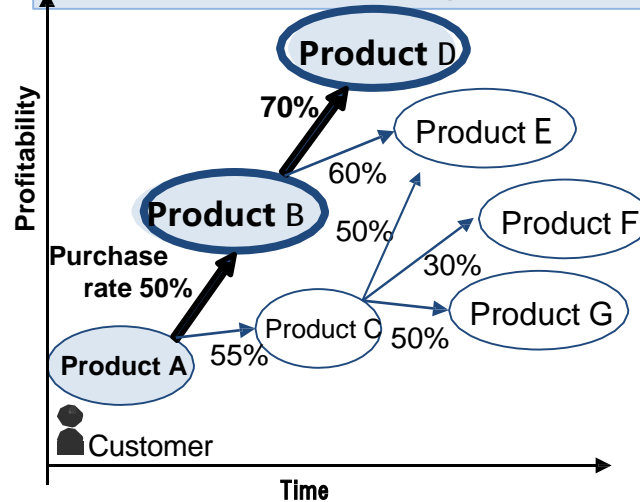 Product D
70%
Product E
60%
Profitability
Product B
50%
Product F
Purchase
rate 50%
30%
Product G
Product C
50%
Product A
55%
Customer
Time